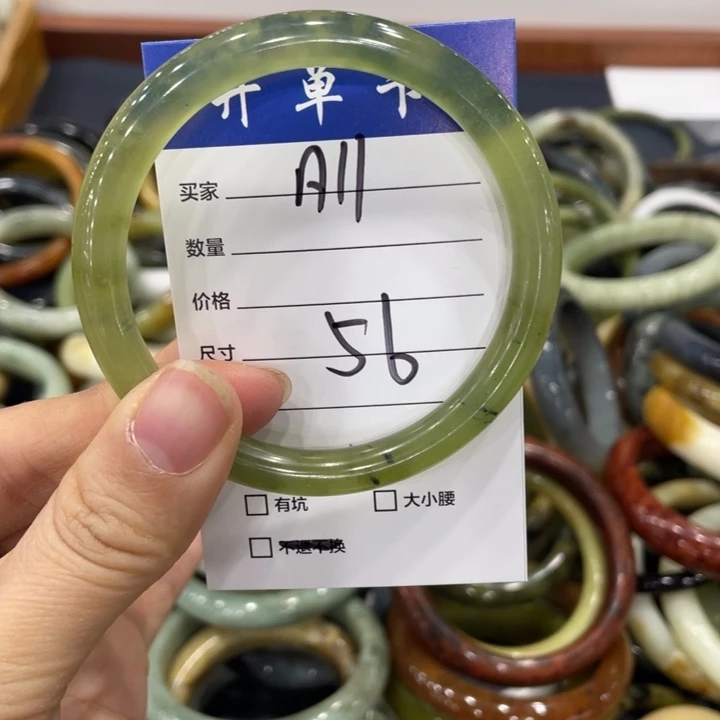 开单卡
买家 All
数量
价格
尺寸 56
有坑 大小腰
不退不换